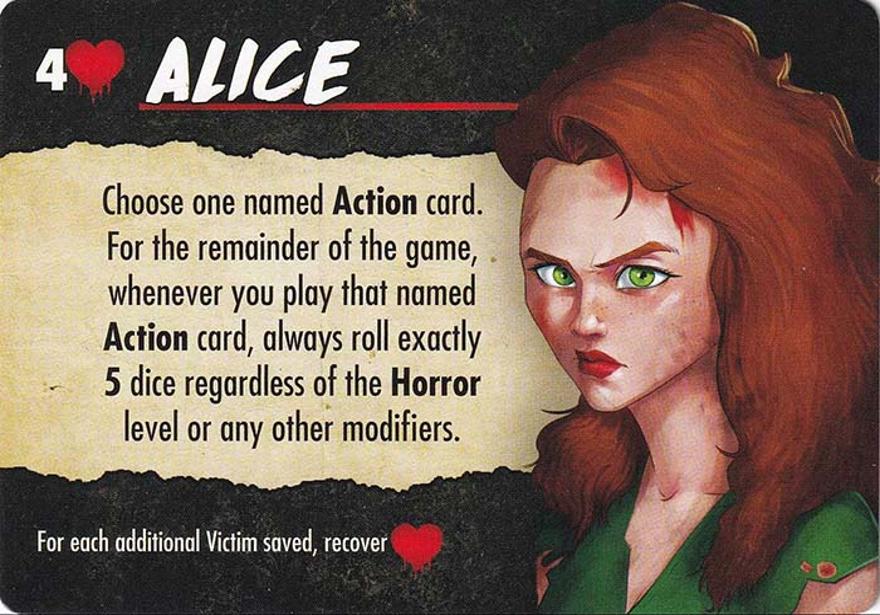 4 ALICE
Choose one named Action card.
For the remainder of the game,
whenever you play that named
Action card, always roll exactly
5 dice regardless of the Horror
level or any other modifiers.
For each additional Victim saved, recover